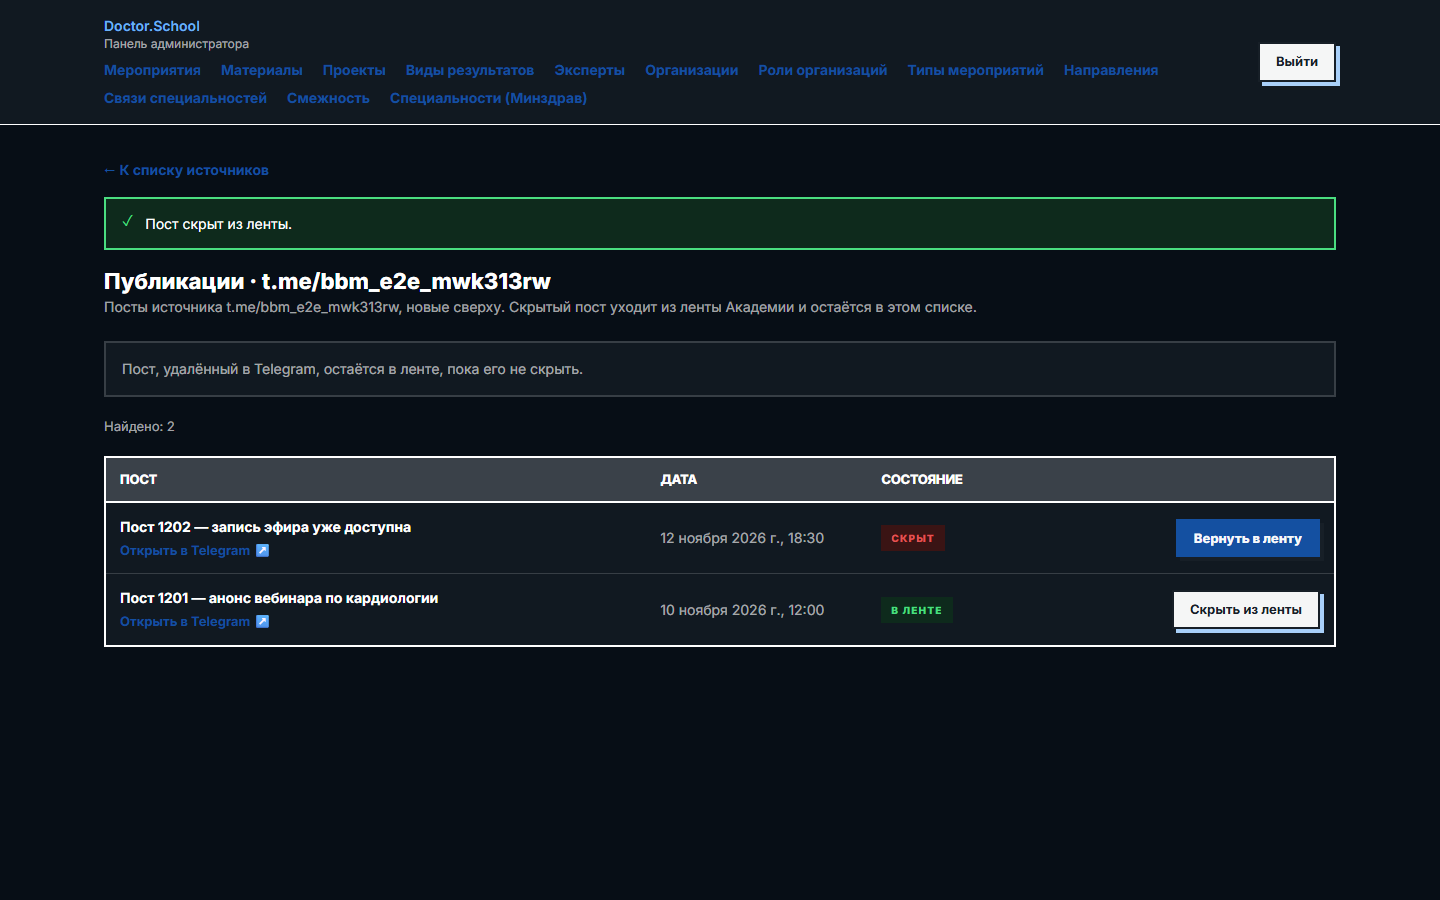 Doctor.School
Панель администратора
Мероприятия Материалы Проекты Виды результатов Эксперты Организации Роли организаций Типы мероприятий Направления
Связи специальностей Смежность Специальности (Минздрав)
Выйти
← К списку источников
✓ Пост скрыт из ленты.
Публикации · t.me/bbm_e2e_mwk313rw
Посты источника t.me/bbm_e2e_mwk313rw, новые сверху. Скрытый пост уходит из ленты Академии и остаётся в этом списке.
Пост, удалённый в Telegram, остаётся в ленте, пока его не скрыть.
Найдено: 2
ПОСТ ДАТА СОСТОЯНИЕ
Пост 1202 — запись эфира уже доступна
Открыть в Telegram ↗
12 ноября 2026 г., 18:30
СКРЫТ
Вернуть в ленту
Пост 1201 — анонс вебинара по кардиологии
Открыть в Telegram ↗
10 ноября 2026 г., 12:00
В ЛЕНТЕ
Скрыть из ленты